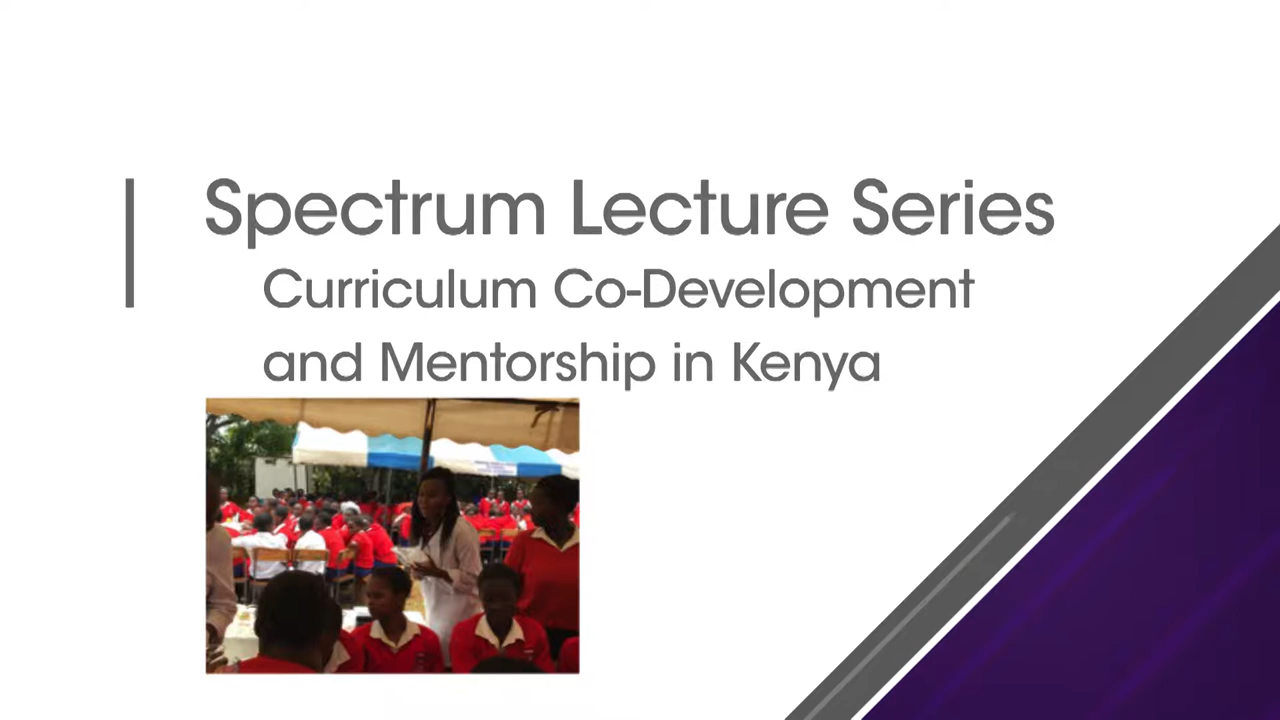 Spectrum Lecture Series
Curriculum Co-Development
and Mentorship in Kenya